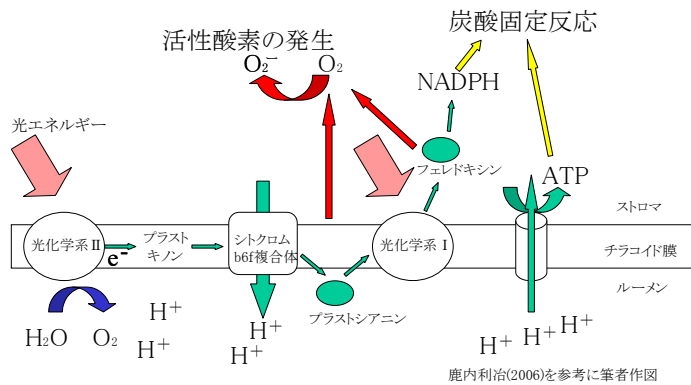 活性酸素の発生
炭酸固定反応
O₂⁻
O₂
NADPH
光エネルギー
フェレドキシン
ATP
ストロマ
光化学系Ⅱ
プラスト
キノン
シトクロム
b6f複合体
光化学系Ⅰ
チラコイド膜
e⁻
ルーメン
プラストシアニン
H₂O
O₂
H⁺
H⁺
H⁺
H⁺
H⁺
H⁺
H⁺
鹿内利治(2006)を参考に筆者作図